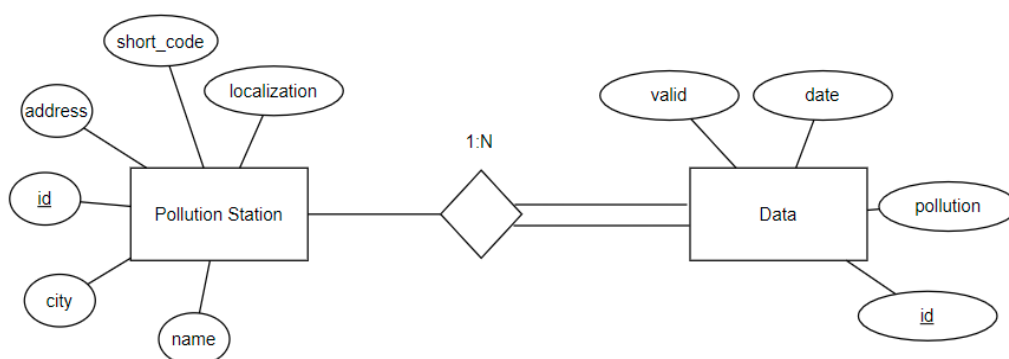 short_code
localization
address
id
Pollution Station
city
name
1:N
valid
date
Data
pollution
id